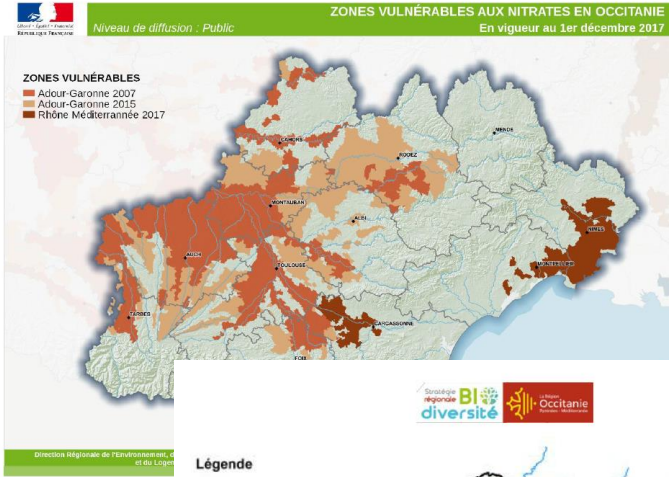 ZONES VULNÉRABLES AUX NITRATES EN OCCITANIE
Niveau de diffusion : Public
En vigueur au 1er décembre 2017
Liberté • Égalité • Fraternité
RÉPUBLIQUE FRANÇAISE
ZONES VULNÉRABLES
Adour-Garonne 2007
Adour-Garonne 2015
Rhône Méditerrannée 2017
CAHORS
MENDE
RODEZ
MONTAUBAN
ALBI
NIMES
AUCH
TOULOUSE
MONTPELLIER
TARBES
CARCASSONNE
FOIX
Direction Régionale de l'Environnement, d
et du Logem
Stratégie
régionale
BI
diversité
La Région
Occitanie
Pyrénées - Méditerranée
Légende